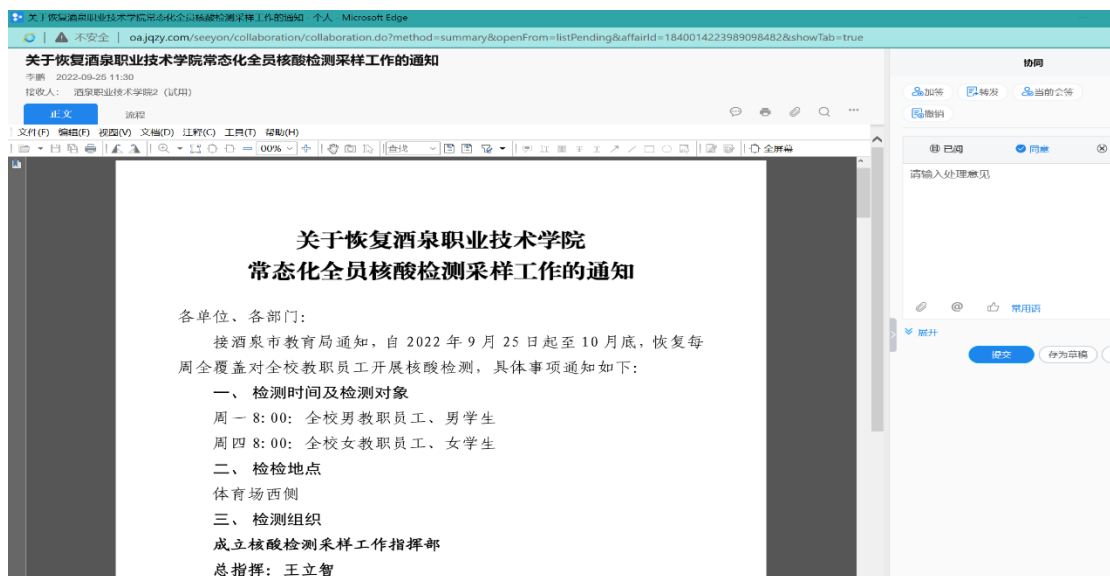 关于恢复酒泉职业技术学院常态化全员核酸检测采样工作的通知 - 个人 - Microsoft Edge
不安全 | oa.jqzy.com/seeyon/collaboration/collaboration.do?method=summary&openFrom=listPending&affairId=1840014223989098482&showTab=true
关于恢复酒泉职业技术学院常态化全员核酸检测采样工作的通知
李鹏 2022-09-25 11:30
接收人： 酒泉职业技术学院2 (试用)
正文 流程
文件(F) 编辑(F) 视图(V) 文档(D) 注释(C) 工具(T) 帮助(H)
00% 查找 全屏幕
关于恢复酒泉职业技术学院
常态化全员核酸检测采样工作的通知
各单位、各部门：
接酒泉市教育局通知，自 2022 年 9 月 25 日起至 10 月底，恢复每
周全覆盖对全校教职员工开展核酸检测，具体事项通知如下：
一、 检测时间及检测对象
周一 8:00：全校男教职员工、男学生
周四 8:00：全校女教职员工、女学生
二、 检检地点
体育场西侧
三、 检测组织
成立核酸检测采样工作指挥部
总指挥：王立智
协同
加签 转发 当前会签
撤销
已阅 同意
请输入处理意见
@ 常用语
展开
提交 存为草稿